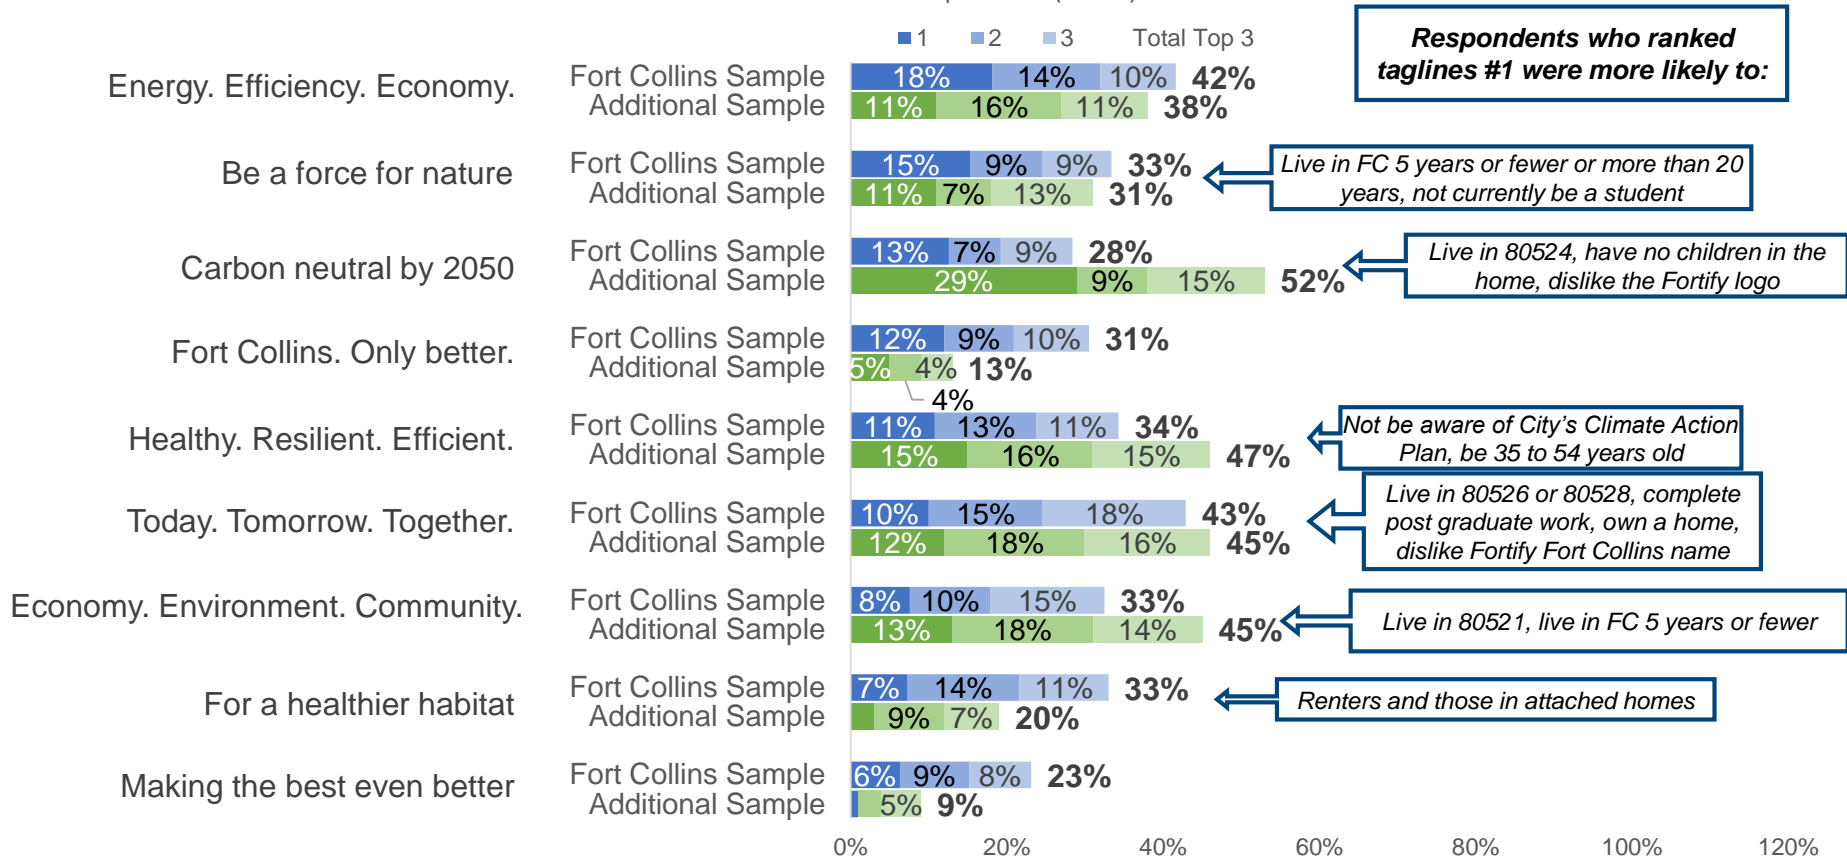 1 2 3 Total Top 3
Respondents who ranked
taglines #1 were more likely to:
Energy. Efficiency. Economy.
Fort Collins Sample 18% 14% 10% 42%
Additional Sample 11% 16% 11% 38%
Be a force for nature
Fort Collins Sample 15% 9% 9% 33%
Additional Sample 11% 7% 13% 31%
Live in FC 5 years or fewer or more than 20
years, not currently be a student
Carbon neutral by 2050
Fort Collins Sample 13% 7% 9% 28%
Additional Sample 29% 9% 15% 52%
Live in 80524, have no children in the
home, dislike the Fortify logo
Fort Collins. Only better.
Fort Collins Sample 12% 9% 10% 31%
Additional Sample 5% 4% 13%
4%
Healthy. Resilient. Efficient.
Fort Collins Sample 11% 13% 11% 34%
Additional Sample 15% 16% 15% 47%
Not be aware of City's Climate Action
Plan, be 35 to 54 years old
Today. Tomorrow. Together.
Fort Collins Sample 10% 15% 18% 43%
Additional Sample 12% 18% 16% 45%
Live in 80526 or 80528, complete
post graduate work, own a home,
dislike Fortify Fort Collins name
Economy. Environment. Community.
Fort Collins Sample 8% 10% 15% 33%
Additional Sample 13% 18% 14% 45%
Live in 80521, live in FC 5 years or fewer
For a healthier habitat
Fort Collins Sample 7% 14% 11% 33%
Additional Sample 9% 7% 20%
Renters and those in attached homes
Making the best even better
Fort Collins Sample 6% 9% 8% 23%
Additional Sample 5% 9%
0% 20% 40% 60% 80% 100% 120%